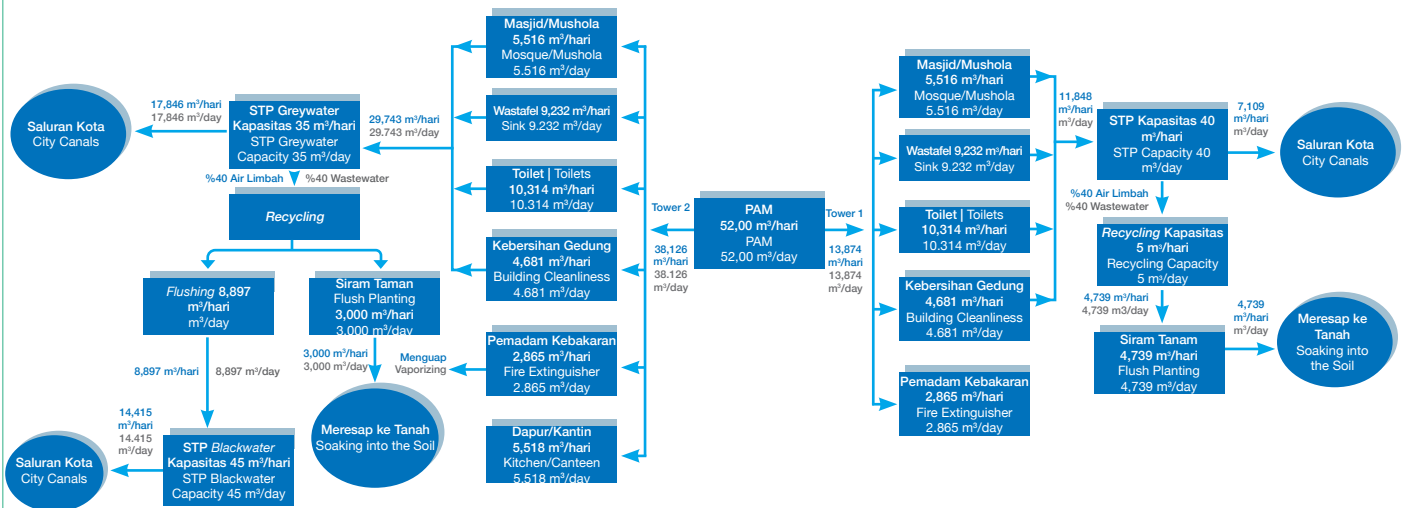 Saluran Kota
City Canals
17,846 m³/hari
17,846 m³/day
STP Greywater
Kapasitas 35 m³/hari
STP Greywater
Capacity 35 m³/day
29,743 m³/hari
29.743 m³/day
%40 Air Limbah
%40 Wastewater
Recycling
Flushing 8,897
m³/hari
m³/day
Siram Taman
Flush Planting
3,000 m³/hari
3.000 m³/day
8,897 m³/hari
8,897 m³/day
3,000 m³/hari
3,000 m³/day
Menguap
Vaporizing
14,415
m³/hari
14.415
m³/day
Saluran Kota
City Canals
STP Blackwater
Kapasitas 45 m³/hari
STP Blackwater
Capacity 45 m³/day
Meresap ke Tanah
Soaking into the Soil
Masjid/Mushola
5,516 m³/hari
Mosque/Mushola
5.516 m³/day
Wastafel 9,232 m³/hari
Sink 9.232 m³/day
Toilet | Toilets
10,314 m³/hari
10.314 m³/day
Kebersihan Gedung
4,681 m³/hari
Building Cleanliness
4.681 m³/day
Pemadam Kebakaran
2,865 m³/hari
Fire Extinguisher
2.865 m³/day
Dapur/Kantin
5,518 m³/hari
Kitchen/Canteen
5.518 m³/day
Tower 2
38,126
m³/hari
38.126
m³/day
PAM
52,00 m³/hari
PAM
52,00 m³/day
Tower 1
13,874
m³/hari
13,874
m³/day
Masjid/Mushola
5,516 m³/hari
Mosque/Mushola
5.516 m³/day
Wastafel 9,232 m³/hari
Sink 9.232 m³/day
Toilet | Toilets
10,314 m³/hari
10.314 m³/day
Kebersihan Gedung
4,681 m³/hari
Building Cleanliness
4.681 m³/day
Pemadam Kebakaran
2,865 m³/hari
Fire Extinguisher
2.865 m³/day
11,848
m³/hari
m³/day
STP Kapasitas 40
m³/hari
STP Capacity 40
m³/day
7,109
m³/hari
m³/day
Saluran Kota
City Canals
%40 Air Limbah
%40 Wastewater
Recycling Kapasitas
5 m³/hari
Recycling Capacity
5 m³/day
4,739 m³/hari
4,739 m3/day
Siram Tanam
4,739 m³/hari
Flush Planting
4,739 m³/day
4,739
m³/hari
m³/day
Meresap ke
Tanah
Soaking into
the Soil